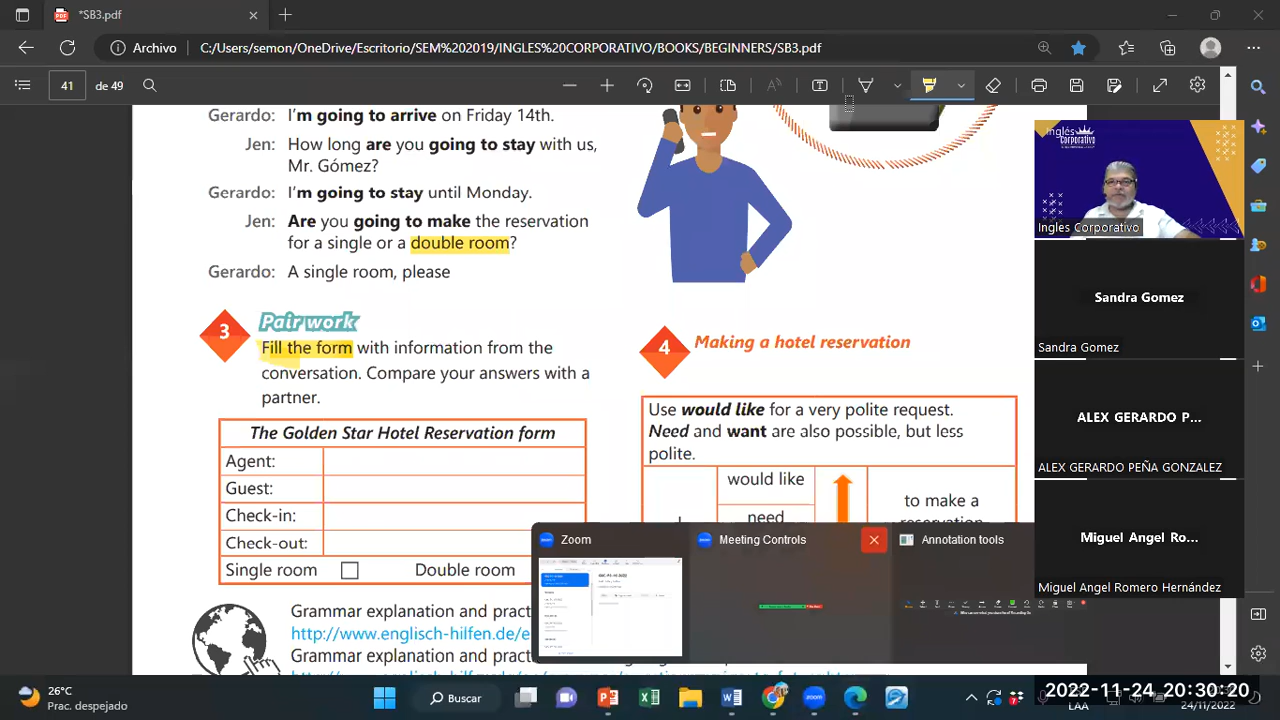 *SB3.pdf
Archivo
C:/Users/semon/OneDrive/Escritorio/SEM%202019/INGLES%20CORPORATIVO/BOOKS/BEGINNERS/SB3.pdf
41 de 49
Gerardo: I'm going to arrive on Friday 14th.
Jen: How long are you going to stay with us,
Mr. Gómez?
Gerardo: I'm going to stay until Monday.
Jen: Are you going to make the reservation
for a single or a double room?
Gerardo: A single room, please
3 Pair work
Fill the form with information from the
conversation. Compare your answers with a
partner.
The Golden Star Hotel Reservation form
Agent:
Guest:
Check-in:
Check-out:
Single room Double room
Grammar explanation and pract
http://www.englisch-hilfen.de/e
Grammar explanation and pract
4 Making a hotel reservation
Use would like for a very polite request.
Need and want are also possible, but less
polite.
would like
need
to make a
reservation
Zoom
Meeting Controls
Annotation tools
Inglés
Corporativo
Ingles Corporativo
Sandra Gomez
Sandra Gomez
ALEX GERARDO P...
ALEX GERARDO PEÑA GONZALEZ
Miguel Angel Ro...
guel Angel Romero Hernández
26°C
Prac. despejado
Buscar
LAA
2022-11-24 20:30:20
24/11/2022